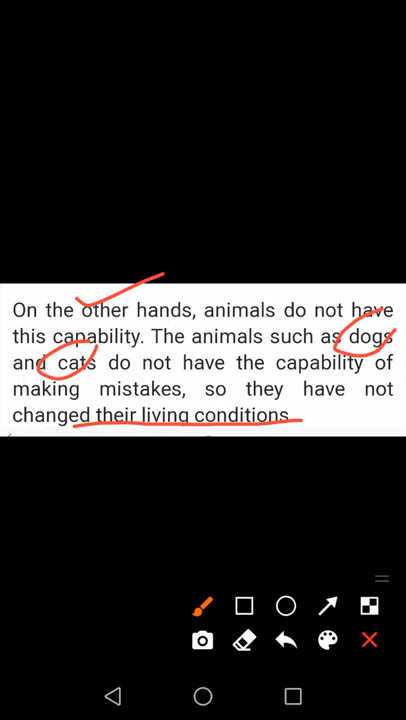 On the other hands, animals do not have
this capability. The animals such as dogs
and cats do not have the capability of
making mistakes, so they have not
changed their living conditions